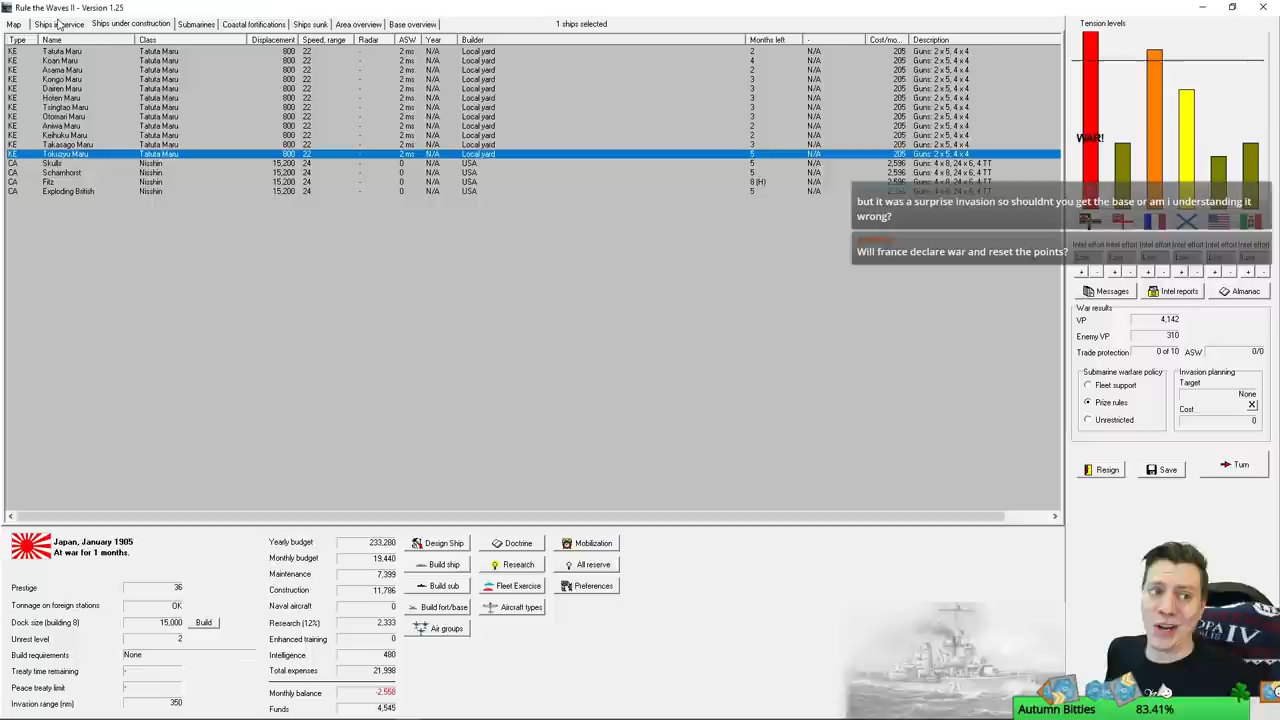 Rule the Waves II - Version 1.25
Map Ships in service Ships under construction Submarines Coastal fortifications Ships sunk Area overview Base overview 1 ships selected
Type Name Class Displacement Speed, range Radar ASW Year Builder Months left - Cost/mo... Description
KE Tatuta Maru Tatuta Maru 800 22 - 2 ms N/A Local yard 2 N/A 205 Guns: 2 x 5, 4 x 4
KE Koan Maru Tatuta Maru 800 22 - 2 ms N/A Local yard 4 N/A 205 Guns: 2 x 5, 4 x 4
KE Asama Maru Tatuta Maru 800 22 - 2 ms N/A Local yard 2 N/A 205 Guns: 2 x 5, 4 x 4
KE Kongo Maru Tatuta Maru 800 22 - 2 ms N/A Local yard 3 N/A 205 Guns: 2 x 5, 4 x 4
KE Dairen Maru Tatuta Maru 800 22 - 2 ms N/A Local yard 3 N/A 205 Guns: 2 x 5, 4 x 4
KE Hoten Maru Tatuta Maru 800 22 - 2 ms N/A Local yard 3 N/A 205 Guns: 2 x 5, 4 x 4
KE Tsingtao Maru Tatuta Maru 800 22 - 2 ms N/A Local yard 3 N/A 205 Guns: 2 x 5, 4 x 4
KE Otomari Maru Tatuta Maru 800 22 - 2 ms N/A Local yard 3 N/A 205 Guns: 2 x 5, 4 x 4
KE Aniwa Maru Tatuta Maru 800 22 - 2 ms N/A Local yard 2 N/A 205 Guns: 2 x 5, 4 x 4
KE Keihuku Maru Tatuta Maru 800 22 - 2 ms N/A Local yard 3 N/A 205 Guns: 2 x 5, 4 x 4
KE Takasago Maru Tatuta Maru 800 22 - 2 ms N/A Local yard 3 N/A 205 Guns: 2 x 5, 4 x 4
KE Tokuzyu Maru Tatuta Maru 800 22 - 2 ms N/A Local yard 5 N/A 205 Guns: 2 x 5, 4 x 4
CA Skulls Nisshin 15,200 24 - 0 N/A USA 5 N/A 2,596 Guns: 4 x 8, 24 x 6, 4 TT
CA Scharnhorst Nisshin 15,200 24 - 0 N/A USA 5 N/A 2,596 Guns: 4 x 8, 24 x 6, 4 TT
CA Fitz Nisshin 15,200 24 - 0 N/A USA 8 (H) N/A 2,596 Guns: 4 x 8, 24 x 6, 4 TT
CA Exploding British Nisshin 15,200 24 - 0 N/A USA 5 N/A
Tension levels
WAR!
but it was a surprise invasion so shouldnt you get the base or am i understanding it
wrong?
Will france declare war and reset the points?
Intel effort Intel effort Intel effort Intel effort Intel effort Intel effort
Low Low Low Low Low Low
+ - + - + - + - + - + -
Messages Intel reports Almanac
War results
VP 4,142
Enemy VP 310
Trade protection 0 of 10 ASW 0/0
Submarine warfare policy
Fleet support
Prize rules
Unrestricted
Invasion planning
Target
None
Cost X
0
Resign Save Turn
Japan, January 1905
At war for 1 months.
Prestige 36
Tonnage on foreign stations OK
Dock size (building 8) 15,000 Build
Unrest level 2
Build requirements None
Treaty time remaining -
Peace treaty limit -
Invasion range (nm) 350
Yearly budget 233,280
Monthly budget 19,440
Maintenance 7,399
Construction 11,786
Naval aircraft 0
Research (12%) 2,333
Enhanced training 0
Intelligence 480
Total expenses 21,998
Monthly balance -2,558
Funds 4,545
Design Ship Doctrine Mobilization
Build ship Research All reserve
Build sub Fleet Exercise Preferences
Build fort/base Aircraft types
Air groups
OPA IV
Autumn Bitties 83.41%